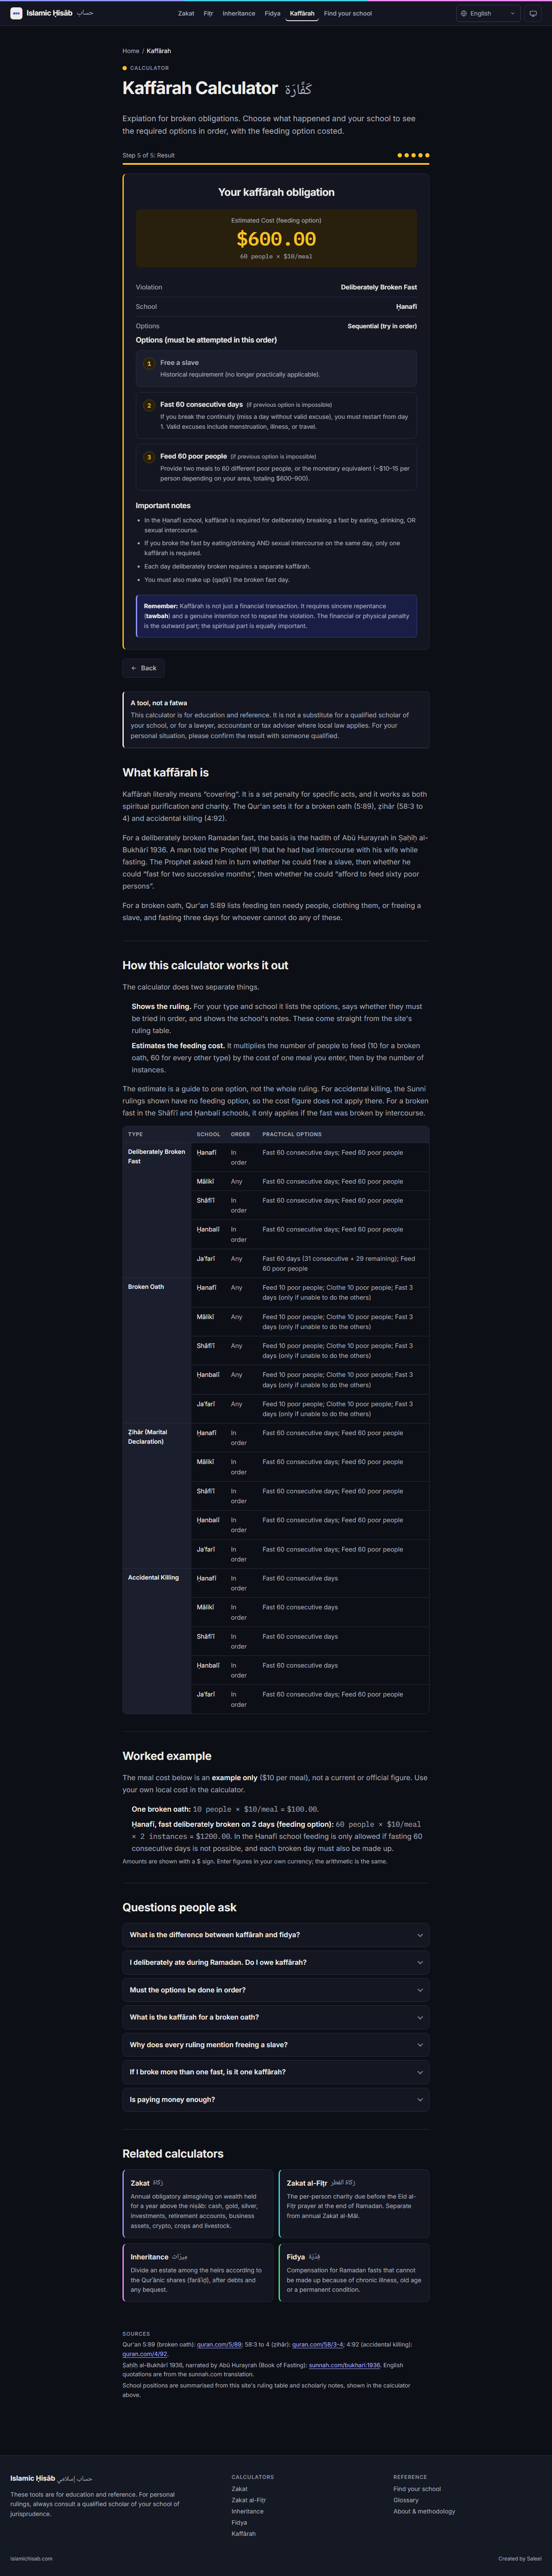 Islamic Ḥisāb حساب
Zakat Fiṭr Inheritance Fidya Kaffārah Find your school
English
Home / Kaffārah
CALCULATOR
Kaffārah Calculator كَفَّارَة
Expiation for broken obligations. Choose what happened and your school to see
the required options in order, with the feeding option costed.
Step 5 of 5: Result
Your kaffārah obligation
Estimated Cost (feeding option)
$600.00
60 people × $10/meal
Violation Deliberately Broken Fast
School Ḥanafī
Options Sequential (try in order)
Options (must be attempted in this order)
1 Free a slave
Historical requirement (no longer practically applicable).
2 Fast 60 consecutive days (if previous option is impossible)
If you break the continuity (miss a day without valid excuse), you must restart from day
1. Valid excuses include menstruation, illness, or travel.
3 Feed 60 poor people (if previous option is impossible)
Provide two meals to 60 different poor people, or the monetary equivalent (~$10–15 per
person depending on your area, totaling $600–900).
Important notes
• In the Ḥanafī school, kaffārah is required for deliberately breaking a fast by eating, drinking, OR
sexual intercourse.
• If you broke the fast by eating/drinking AND sexual intercourse on the same day, only one
kaffārah is required.
• Each day deliberately broken requires a separate kaffārah.
• You must also make up (qaḍāʾ) the broken fast day.
Remember: Kaffārah is not just a financial transaction. It requires sincere repentance
(tawbah) and a genuine intention not to repeat the violation. The financial or physical penalty
is the outward part; the spiritual part is equally important.
← Back
A tool, not a fatwa
This calculator is for education and reference. It is not a substitute for a qualified scholar of
your school, or for a lawyer, accountant or tax adviser where local law applies. For your
personal situation, please confirm the result with someone qualified.
What kaffārah is
Kaffārah literally means “covering”. It is a set penalty for specific acts, and it works as both
spiritual purification and charity. The Qur'an sets it for a broken oath (5:89), ẓihār (58:3 to
4) and accidental killing (4:92).
For a deliberately broken Ramadan fast, the basis is the hadith of Abū Hurayrah in Ṣaḥīḥ al-
Bukhārī 1936. A man told the Prophet (ﷺ) that he had had intercourse with his wife while
fasting. The Prophet asked him in turn whether he could free a slave, then whether he
could “fast for two successive months”, then whether he could “afford to feed sixty poor
persons”.
For a broken oath, Qur'an 5:89 lists feeding ten needy people, clothing them, or freeing a
slave, and fasting three days for whoever cannot do any of these.
How this calculator works it out
The calculator does two separate things.
Shows the ruling. For your type and school it lists the options, says whether they must
be tried in order, and shows the school's notes. These come straight from the site's
ruling table.
Estimates the feeding cost. It multiplies the number of people to feed (10 for a broken
oath, 60 for every other type) by the cost of one meal you enter, then by the number of
instances.
The estimate is a guide to one option, not the whole ruling. For accidental killing, the Sunni
rulings shown have no feeding option, so the cost figure does not apply there. For a broken
fast in the Shāfiʿī and Ḥanbalī schools, it only applies if the fast was broken by intercourse.
TYPE SCHOOL ORDER PRACTICAL OPTIONS
Deliberately Broken Fast Ḥanafī In order Fast 60 consecutive days; Feed 60 poor people
Mālikī Any Fast 60 consecutive days; Feed 60 poor people
Shāfiʿī In order Fast 60 consecutive days; Feed 60 poor people
Ḥanbalī In order Fast 60 consecutive days; Feed 60 poor people
Jaʿfarī Any Fast 60 days (31 consecutive + 29 remaining); Feed
60 poor people
Broken Oath Ḥanafī Any Feed 10 poor people; Clothe 10 poor people; Fast 3
days (only if unable to do the others)
Mālikī Any Feed 10 poor people; Clothe 10 poor people; Fast 3
days (only if unable to do the others)
Shāfiʿī Any Feed 10 poor people; Clothe 10 poor people; Fast 3
days (only if unable to do the others)
Ḥanbalī Any Feed 10 poor people; Clothe 10 poor people; Fast 3
days (only if unable to do the others)
Jaʿfarī Any Feed 10 poor people; Clothe 10 poor people; Fast 3
days (only if unable to do the others)
Ẓihār (Marital Declaration) Ḥanafī In order Fast 60 consecutive days; Feed 60 poor people
Mālikī In order Fast 60 consecutive days; Feed 60 poor people
Shāfiʿī In order Fast 60 consecutive days; Feed 60 poor people
Ḥanbalī In order Fast 60 consecutive days; Feed 60 poor people
Jaʿfarī In order Fast 60 consecutive days; Feed 60 poor people
Accidental Killing Ḥanafī In order Fast 60 consecutive days
Mālikī In order Fast 60 consecutive days
Shāfiʿī In order Fast 60 consecutive days
Ḥanbalī In order Fast 60 consecutive days
Jaʿfarī In order Fast 60 consecutive days; Feed 60 poor people
Worked example
The meal cost below is an example only ($10 per meal), not a current or official figure. Use
your own local cost in the calculator.
One broken oath: 10 people × $10/meal = $100.00.
Ḥanafī, fast deliberately broken on 2 days (feeding option): 60 people × $10/meal
× 2 instances = $1200.00. In the Ḥanafī school feeding is only allowed if fasting 60
consecutive days is not possible, and each broken day must also be made up.
Amounts are shown with a $ sign. Enter figures in your own currency; the arithmetic is the same.
Questions people ask
What is the difference between kaffārah and fidya?
I deliberately ate during Ramadan. Do I owe kaffārah?
Must the options be done in order?
What is the kaffārah for a broken oath?
Why does every ruling mention freeing a slave?
If I broke more than one fast, is it one kaffārah?
Is paying money enough?
Related calculators
Zakat زكاة
Annual obligatory almsgiving on wealth held
for a year above the niṣāb: cash, gold, silver,
investments, retirement accounts, business
assets, crypto, crops and livestock.
Zakat al-Fiṭr زكاة الفطر
The per-person charity due before the Eid al-
Fiṭr prayer at the end of Ramadan. Separate
from annual Zakat al-Māl.
Inheritance ميراث
Divide an estate among the heirs according to
the Qur'ānic shares (farāʾiḍ), after debts and
any bequest.
Fidya فِدْيَة
Compensation for Ramadan fasts that cannot
be made up because of chronic illness, old age
or a permanent condition.
SOURCES
Qur'an 5:89 (broken oath): quran.com/5/89; 58:3 to 4 (ẓihār): quran.com/58/3-4; 4:92 (accidental killing):
quran.com/4/92.
Ṣaḥīḥ al-Bukhārī 1936, narrated by Abū Hurayrah (Book of Fasting): sunnah.com/bukhari:1936. English
quotations are from the sunnah.com translation.
School positions are summarised from this site's ruling table and scholarly notes, shown in the calculator
above.
Islamic Ḥisāb حساب إسلامي
These tools are for education and reference. For personal
rulings, always consult a qualified scholar of your school of
jurisprudence.
CALCULATORS
Zakat
Zakat al-Fiṭr
Inheritance
Fidya
Kaffārah
REFERENCE
Find your school
Glossary
About & methodology
islamichisab.com
Created by Saleel